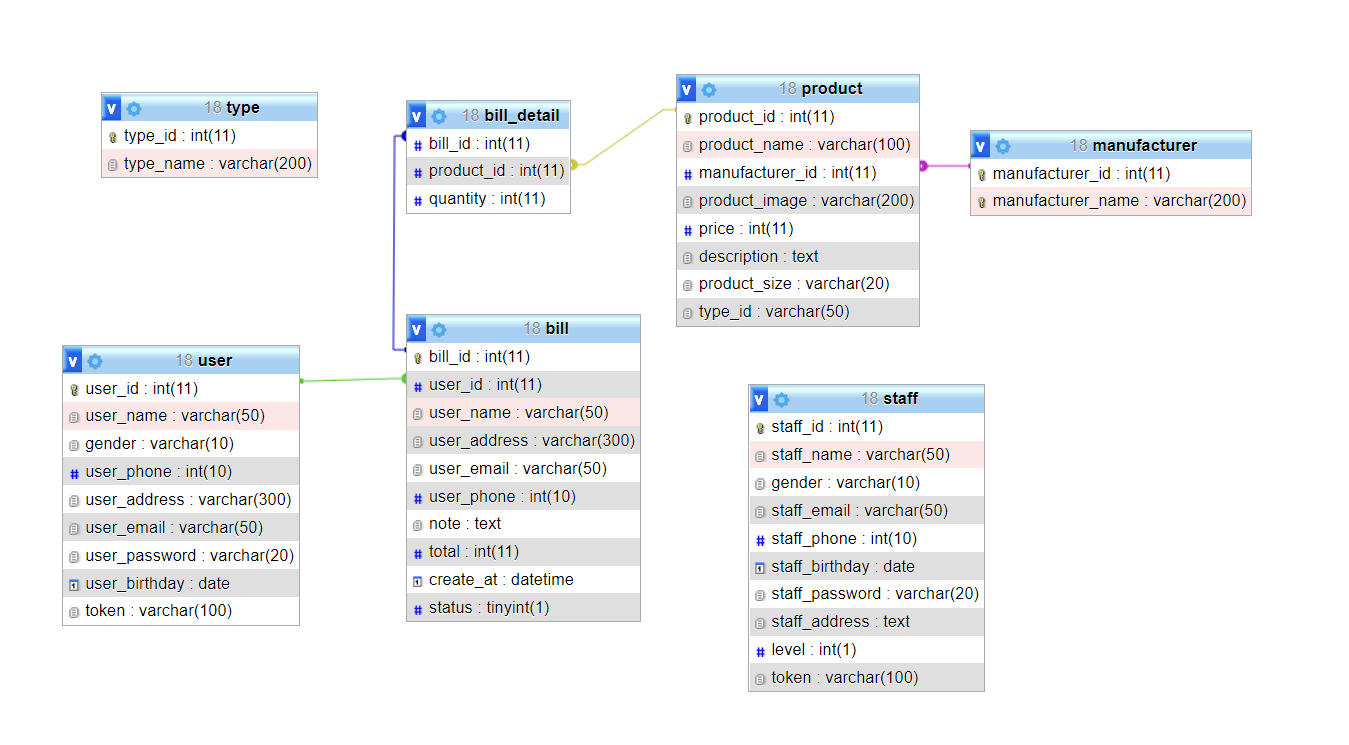 v 18 type
type_id : int(11)
type_name : varchar(200)
v 18 bill_detail
# bill_id : int(11)
# product_id : int(11)
# quantity : int(11)
v 18 product
product_id : int(11)
product_name : varchar(100)
# manufacturer_id : int(11)
product_image : varchar(200)
# price : int(11)
description : text
product_size : varchar(20)
type_id : varchar(50)
v 18 manufacturer
manufacturer_id : int(11)
manufacturer_name : varchar(200)
v 18 user
user_id : int(11)
user_name : varchar(50)
gender : varchar(10)
# user_phone : int(10)
user_address : varchar(300)
user_email : varchar(50)
user_password : varchar(20)
user_birthday : date
token : varchar(100)
v 18 bill
bill_id : int(11)
# user_id : int(11)
user_name : varchar(50)
user_address : varchar(300)
user_email : varchar(50)
# user_phone : int(10)
note : text
# total : int(11)
create_at : datetime
# status : tinyint(1)
v 18 staff
staff_id : int(11)
staff_name : varchar(50)
gender : varchar(10)
staff_email : varchar(50)
# staff_phone : int(10)
staff_birthday : date
staff_password : varchar(20)
staff_address : text
# level : int(1)
token : varchar(100)